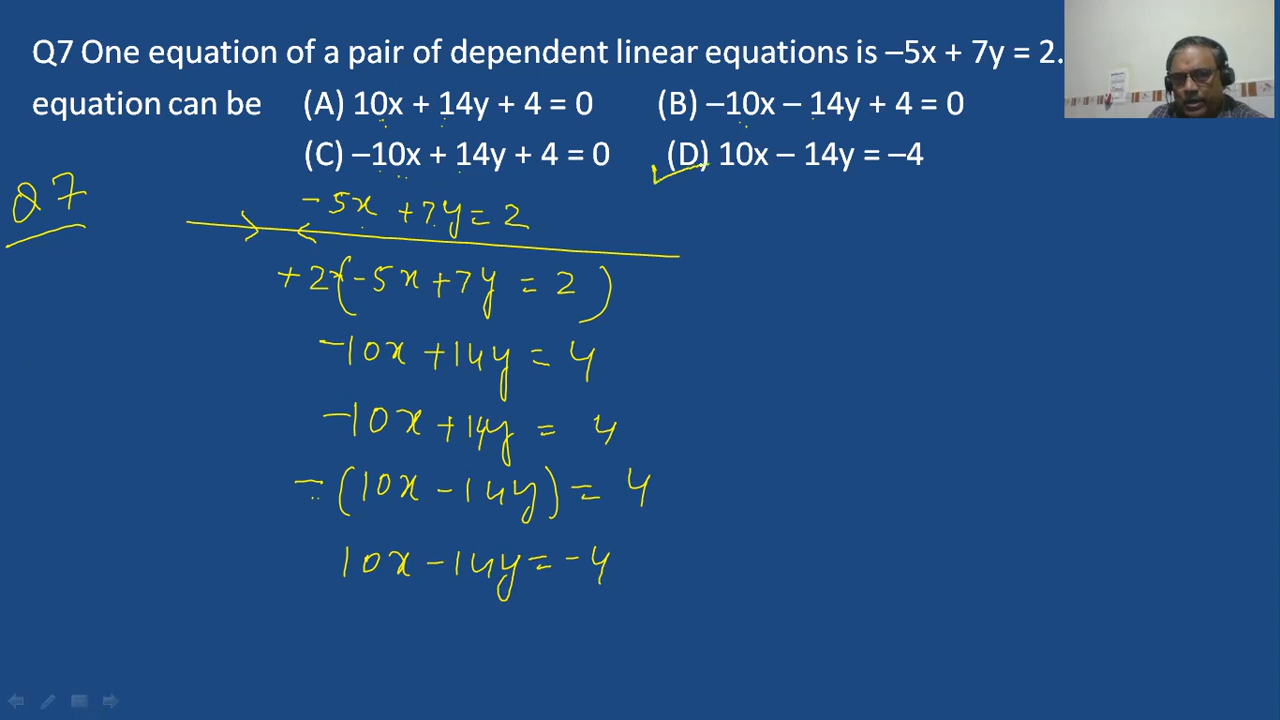 Q7 One equation of a pair of dependent linear equations is –5x + 7y = 2.
equation can be (A) 10x + 14y + 4 = 0 (B) –10x – 14y + 4 = 0
(C) –10x + 14y + 4 = 0 (D) 10x – 14y = –4
Q7
-5x +7y = 2
+2x(-5x+7y = 2)
-10x +14y = 4
-10x +14y = 4
-(10x -14y) = 4
10x -14y = -4